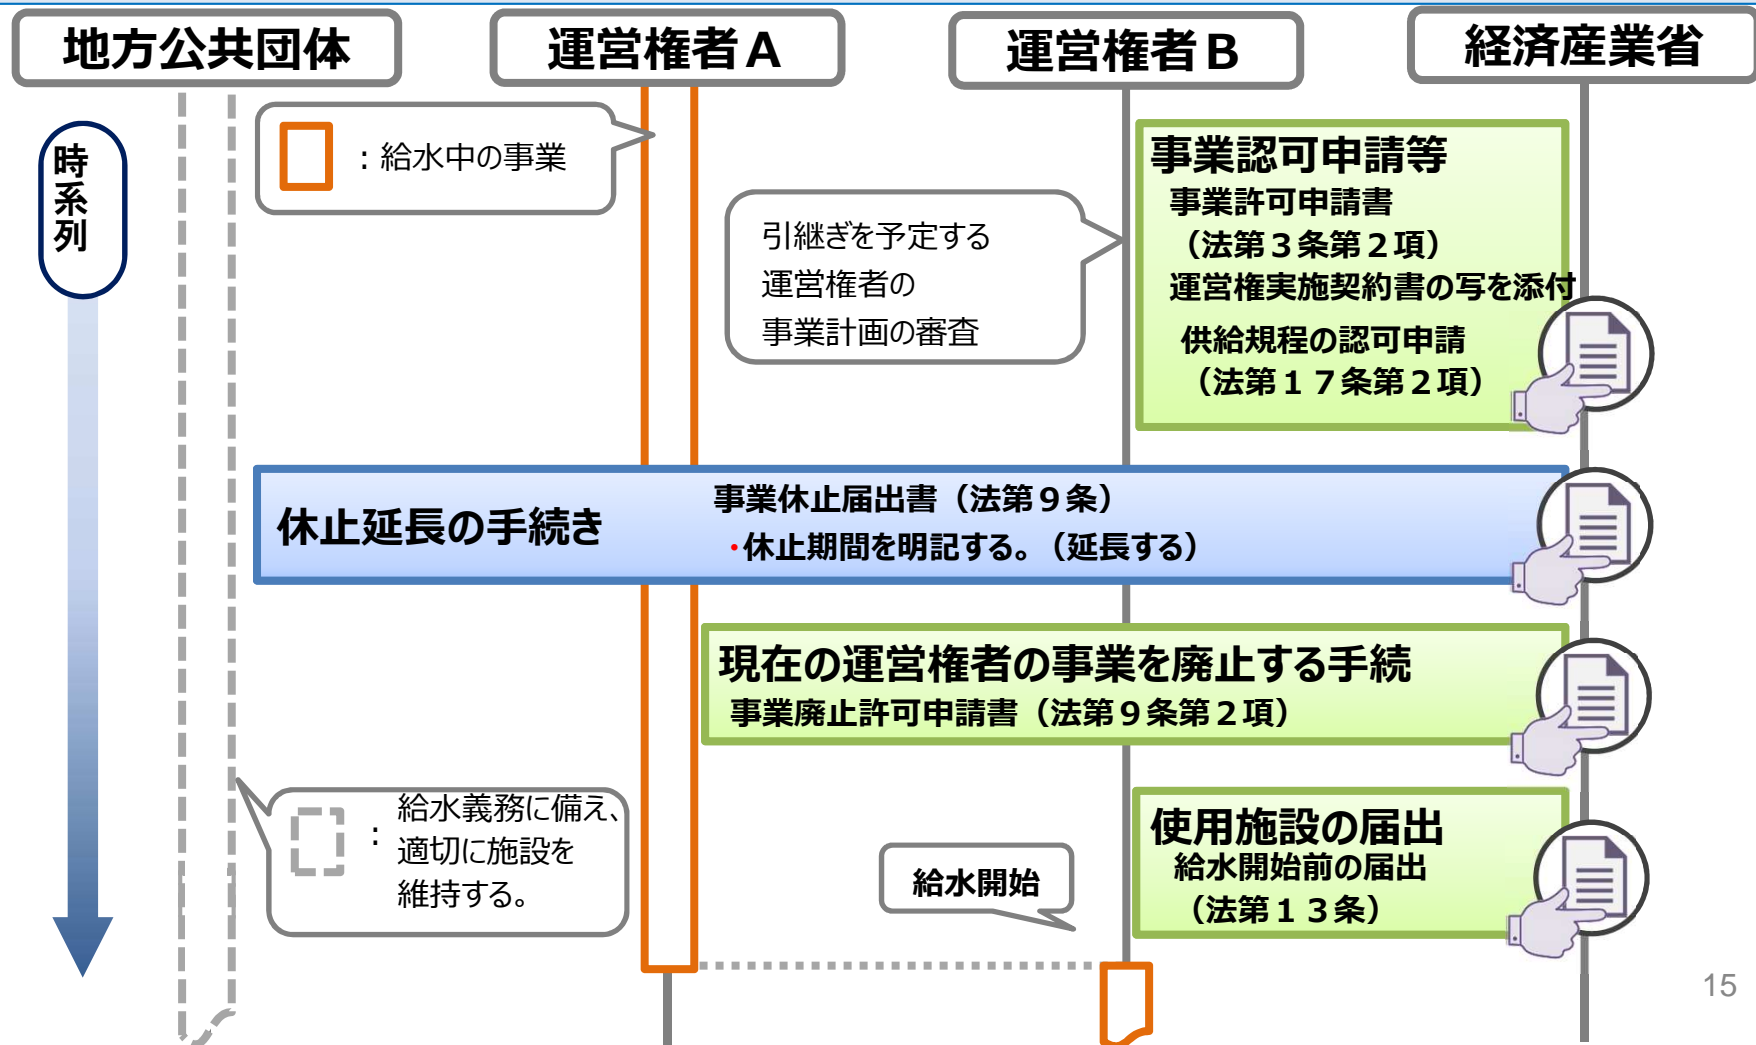 地方公共団体
運営権者A
運営権者B
経済産業省
時系列
：給水中の事業
引継ぎを予定する
運営権者の
事業計画の審査
事業認可申請等
事業許可申請書
（法第３条第２項）
運営権実施契約書の写を添付
供給規程の認可申請
（法第１７条第２項）
休止延長の手続き
事業休止届出書（法第９条）
・休止期間を明記する。（延長する）
現在の運営権者の事業を廃止する手続
事業廃止許可申請書（法第９条第２項）
：給水義務に備え、
適切に施設を
維持する。
給水開始
使用施設の届出
給水開始前の届出
（法第１３条）
15